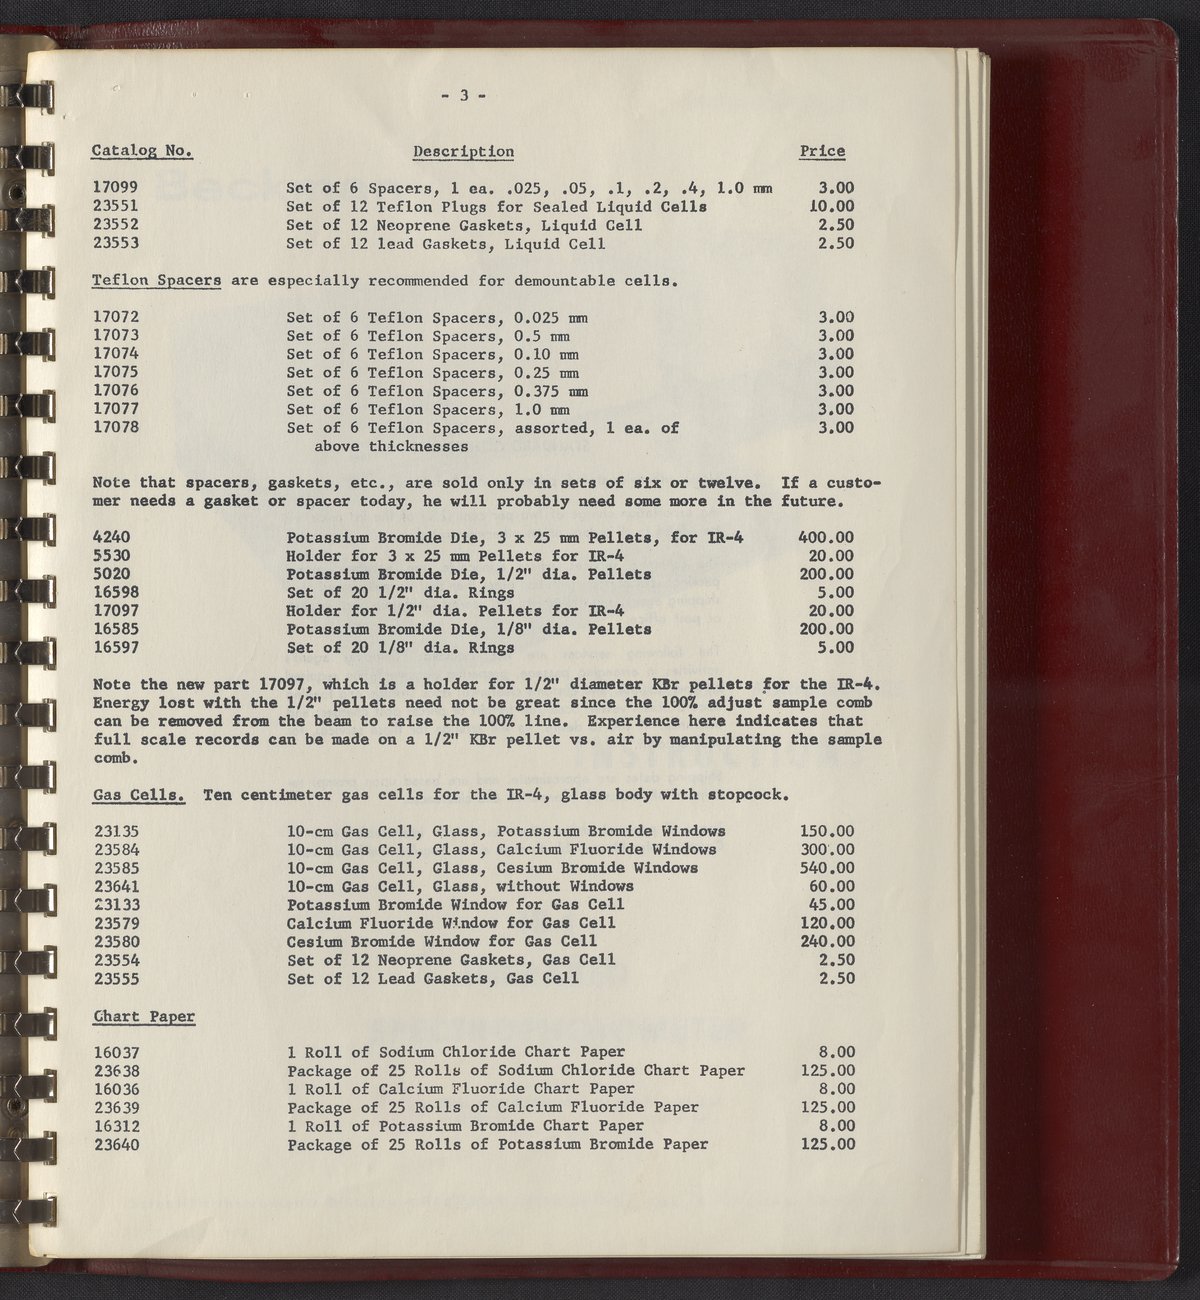 - 3 -
Catalog No. Description Price
17099 Set of 6 Spacers, 1 ea. .025, .05, .1, .2, .4, 1.0 mm 3.00
23551 Set of 12 Teflon Plugs for Sealed Liquid Cells 10.00
23552 Set of 12 Neoprene Gaskets, Liquid Cell 2.50
23553 Set of 12 lead Gaskets, Liquid Cell 2.50
Teflon Spacers are especially recommended for demountable cells.
17072 Set of 6 Teflon Spacers, 0.025 mm 3.00
17073 Set of 6 Teflon Spacers, 0.5 mm 3.00
17074 Set of 6 Teflon Spacers, 0.10 mm 3.00
17075 Set of 6 Teflon Spacers, 0.25 mm 3.00
17076 Set of 6 Teflon Spacers, 0.375 mm 3.00
17077 Set of 6 Teflon Spacers, 1.0 mm 3.00
17078 Set of 6 Teflon Spacers, assorted, 1 ea. of 3.00
above thicknesses
Note that spacers, gaskets, etc., are sold only in sets of six or twelve. If a custo-
mer needs a gasket or spacer today, he will probably need some more in the future.
4240 Potassium Bromide Die, 3 x 25 mm Pellets, for IR-4 400.00
5530 Holder for 3 x 25 mm Pellets for IR-4 20.00
5020 Potassium Bromide Die, 1/2" dia. Pellets 200.00
16598 Set of 20 1/2" dia. Rings 5.00
17097 Holder for 1/2" dia. Pellets for IR-4 20.00
16585 Potassium Bromide Die, 1/8" dia. Pellets 200.00
16597 Set of 20 1/8" dia. Rings 5.00
Note the new part 17097, which is a holder for 1/2" diameter KBr pellets for the IR-4.
Energy lost with the 1/2" pellets need not be great since the 100% adjust sample comb
can be removed from the beam to raise the 100% line. Experience here indicates that
full scale records can be made on a 1/2" KBr pellet vs. air by manipulating the sample
comb.
Gas Cells. Ten centimeter gas cells for the IR-4, glass body with stopcock.
23135 10-cm Gas Cell, Glass, Potassium Bromide Windows 150.00
23584 10-cm Gas Cell, Glass, Calcium Fluoride Windows 300.00
23585 10-cm Gas Cell, Glass, Cesium Bromide Windows 540.00
23641 10-cm Gas Cell, Glass, without Windows 60.00
23133 Potassium Bromide Window for Gas Cell 45.00
23579 Calcium Fluoride Window for Gas Cell 120.00
23580 Cesium Bromide Window for Gas Cell 240.00
23554 Set of 12 Neoprene Gaskets, Gas Cell 2.50
23555 Set of 12 Lead Gaskets, Gas Cell 2.50
Chart Paper
16037 1 Roll of Sodium Chloride Chart Paper 8.00
23638 Package of 25 Rolls of Sodium Chloride Chart Paper 125.00
16036 1 Roll of Calcium Fluoride Chart Paper 8.00
23639 Package of 25 Rolls of Calcium Fluoride Paper 125.00
16312 1 Roll of Potassium Bromide Chart Paper 8.00
23640 Package of 25 Rolls of Potassium Bromide Paper 125.00